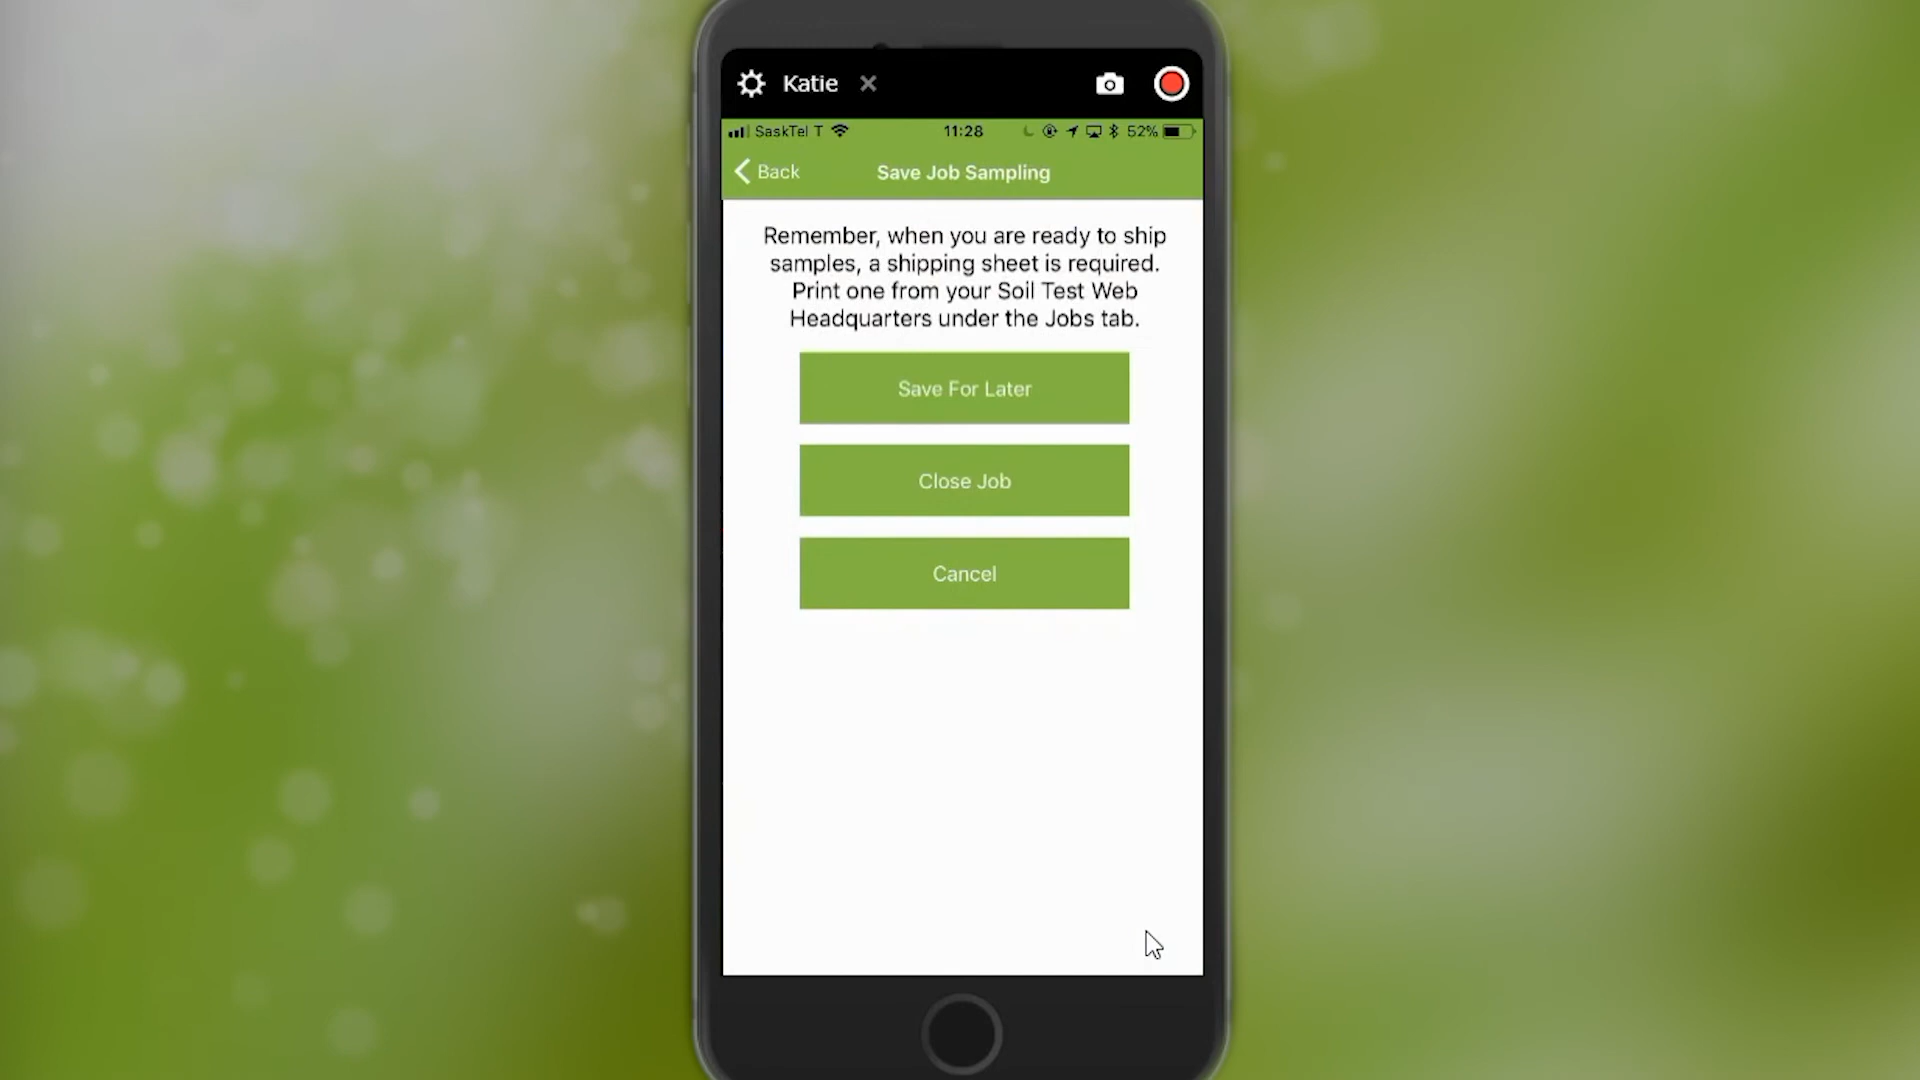 Katie
SaskTel T 11:28 52%
Back Save Job Sampling
Remember, when you are ready to ship
samples, a shipping sheet is required.
Print one from your Soil Test Web
Headquarters under the Jobs tab.
Save For Later
Close Job
Cancel